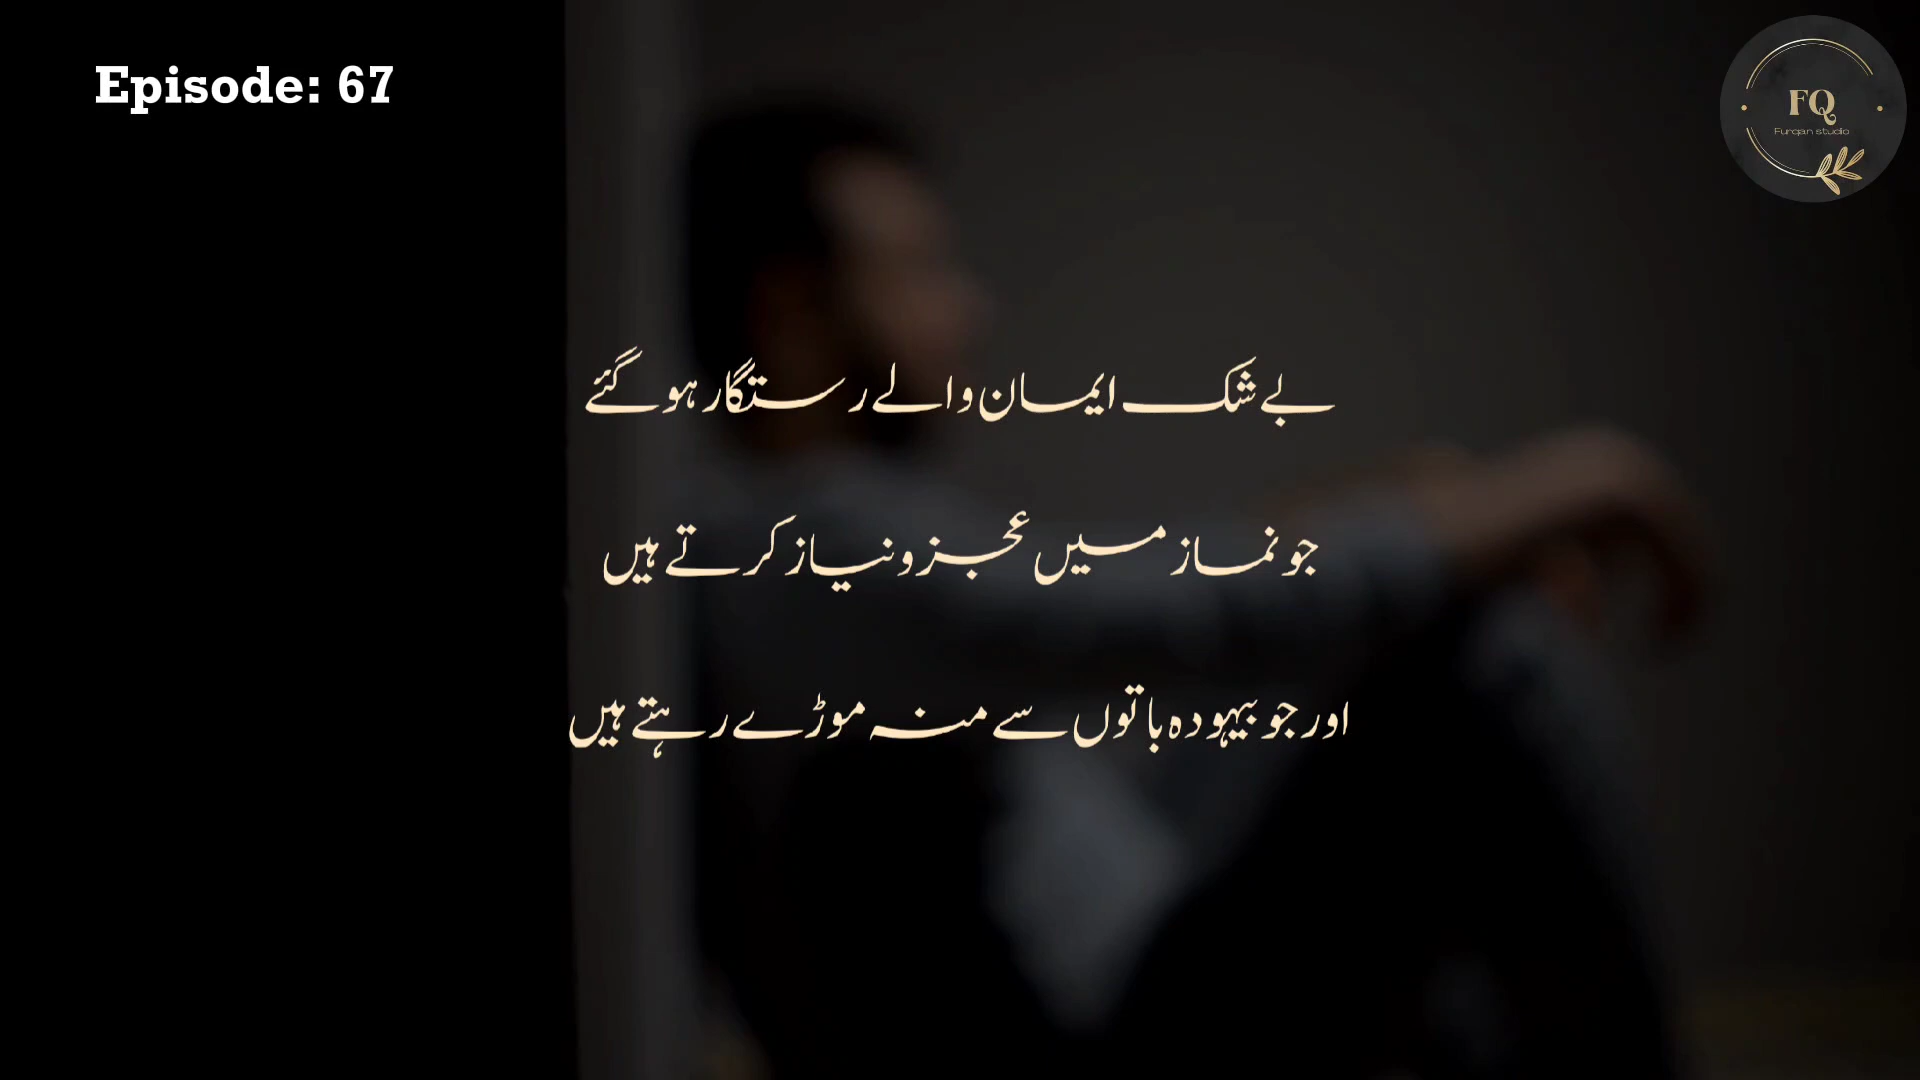 Episode: 67
FQ
Furqan studio
بے شک ایمان والے رستگار ہو گئے
جو نماز میں عجز و نیاز کرتے ہیں
اور جو بیہودہ باتوں سے منہ موڑے رہتے ہیں